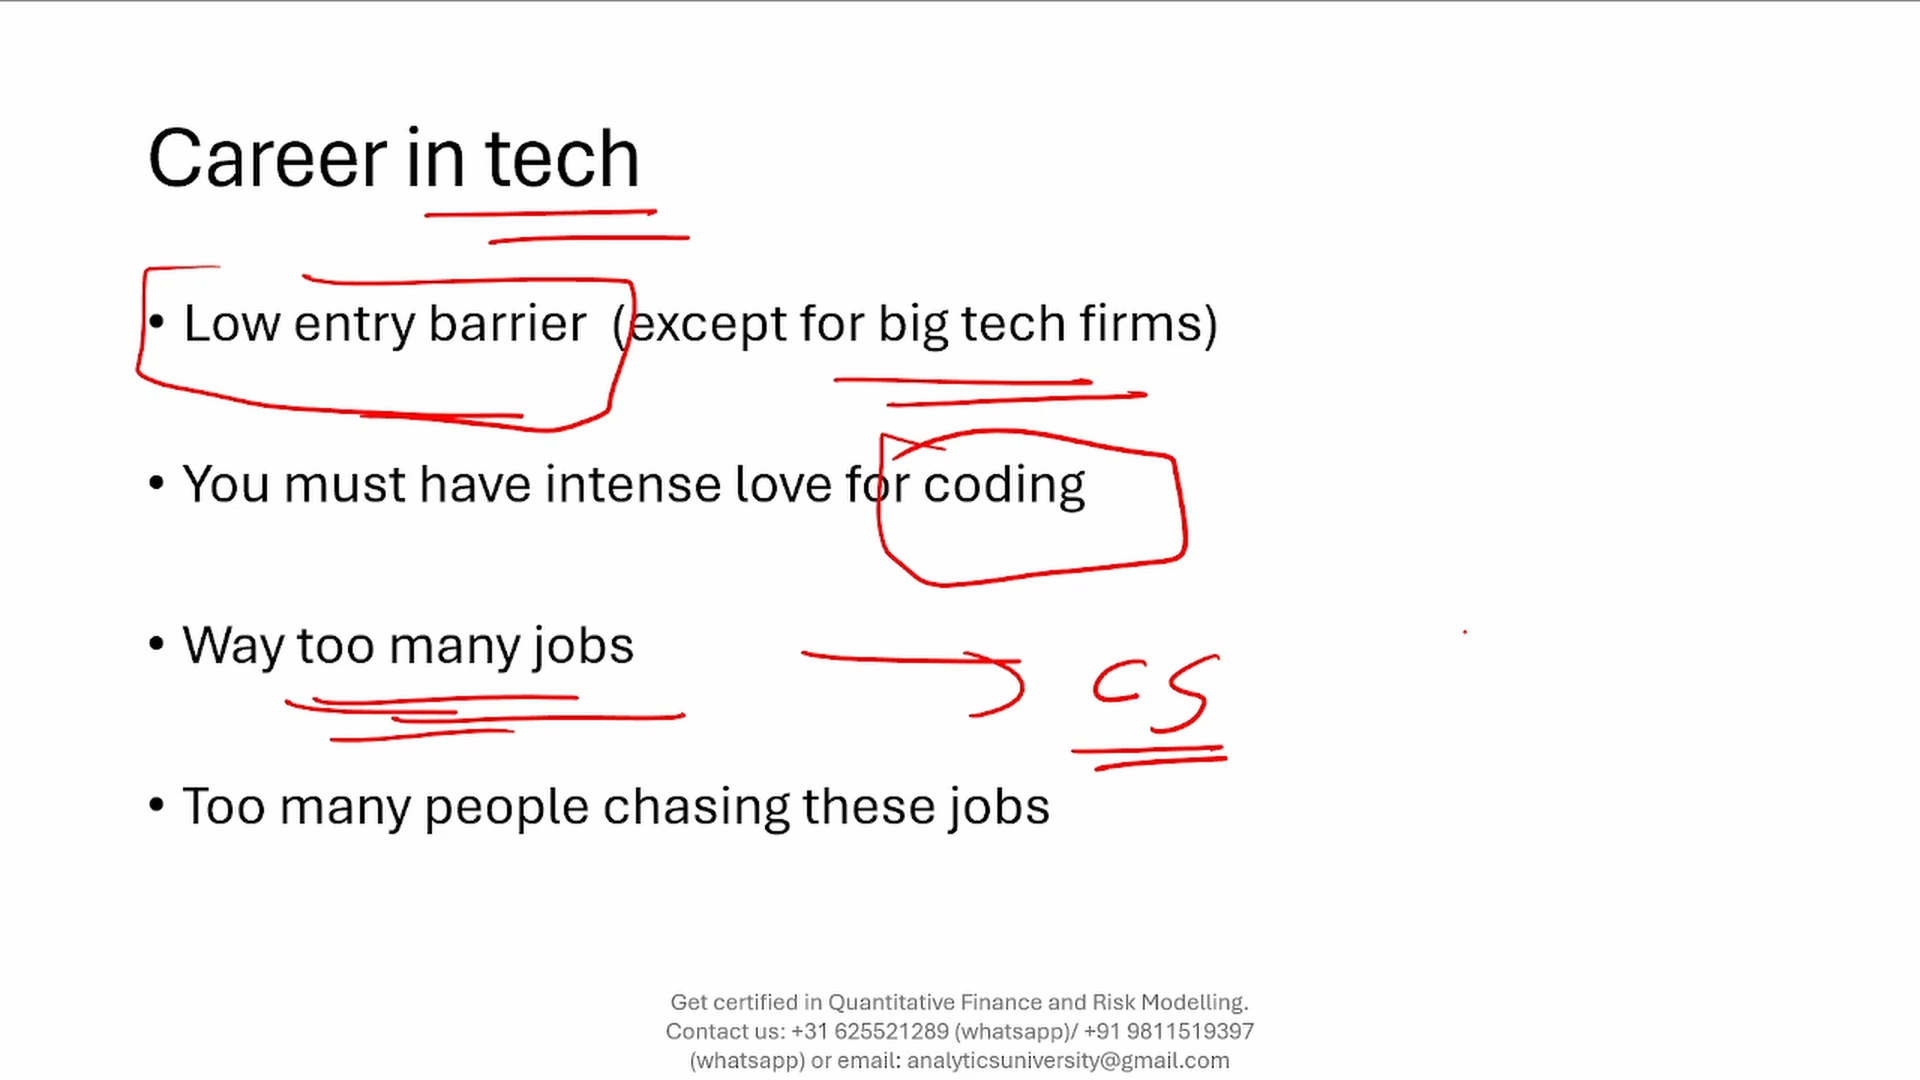 Career in tech
• Low entry barrier (except for big tech firms)
• You must have intense love for coding
• Way too many jobs
CS
• Too many people chasing these jobs
Get certified in Quantitative Finance and Risk Modelling.
Contact us: +31 625521289 (whatsapp)/ +91 9811519397
(whatsapp) or email: analyticsuniversity@gmail.com